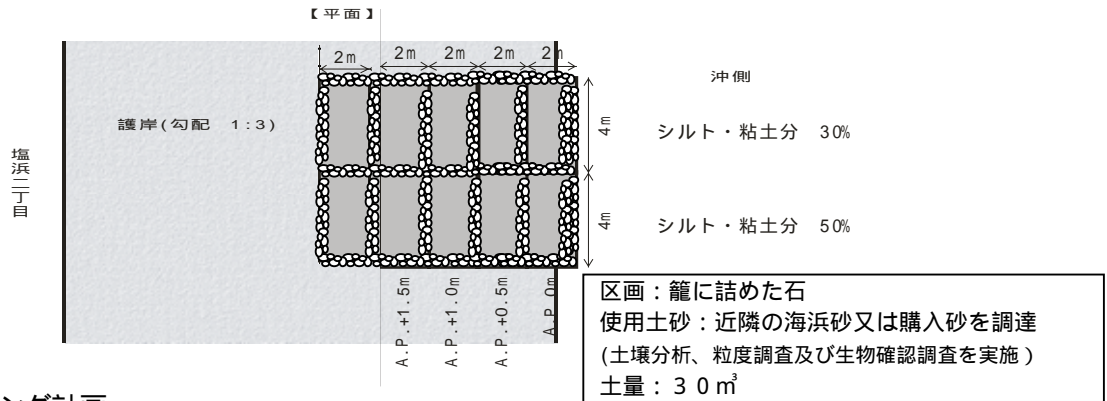 【平面】
2m 2m 2m 2m 2m
沖側
護岸(勾配 1:3)
4m
シルト・粘土分 30%
塩浜二丁目
4m
シルト・粘土分 50%
A.P.+1.5m
A.P.+1.0m
A.P.+0.5m
A.P.0m
区画：籠に詰めた石
使用土砂：近隣の海浜砂又は購入砂を調達
(土壌分析、粒度調査及び生物確認調査を実施)
土量：３０㎥
ング計画